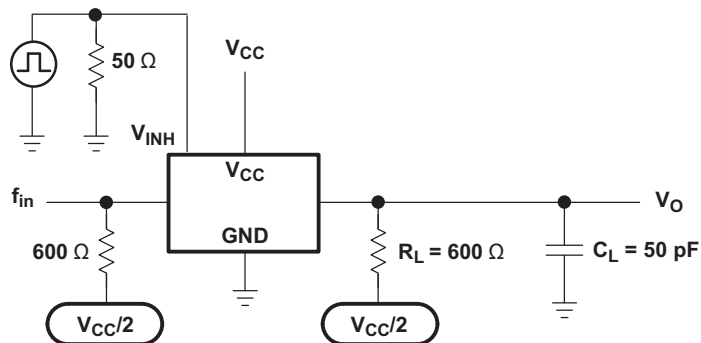 50 Ω
VCC
VINH
VCC
fin
GND
VO
600 Ω
RL = 600 Ω
CL = 50 pF
VCC/2
VCC/2